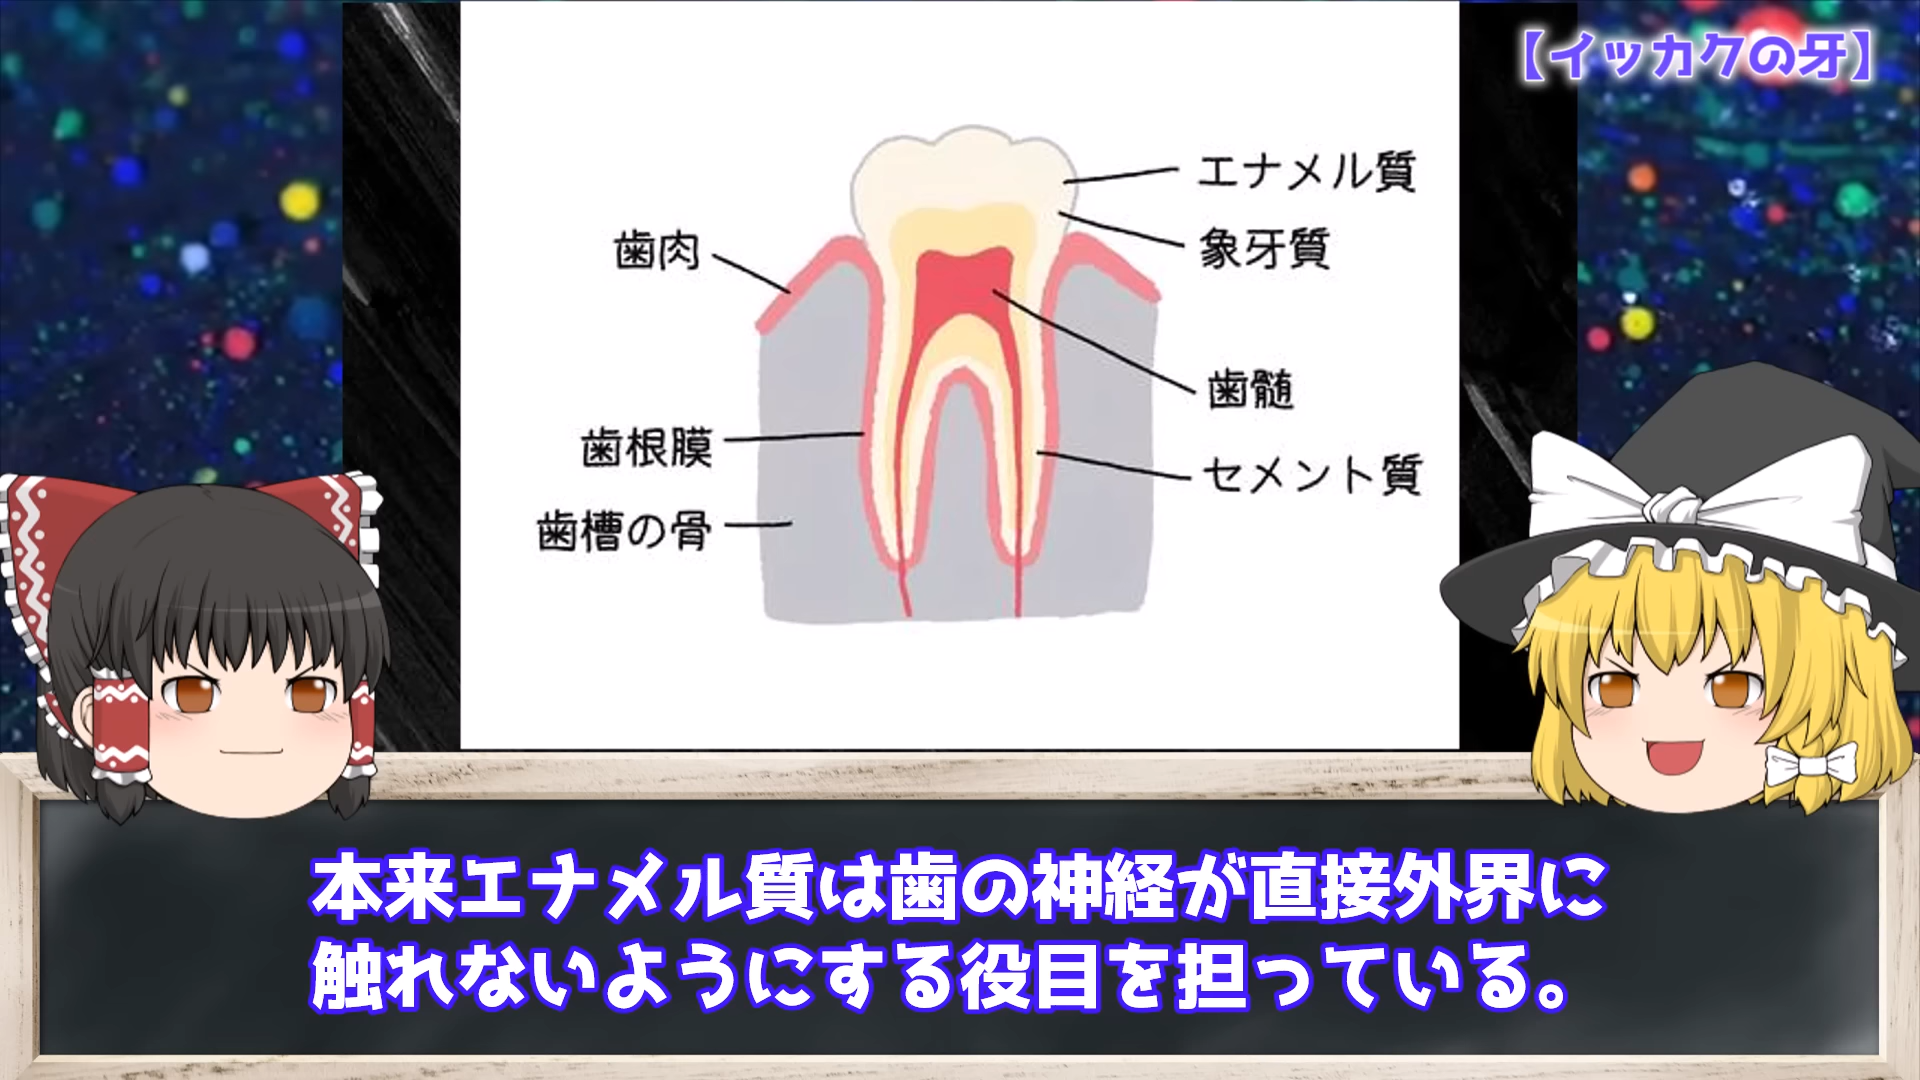 【イッカクの牙】
エナメル質
象牙質
歯肉
歯髄
歯根膜
セメント質
歯槽の骨
本来エナメル質は歯の神経が直接外界に
触れないようにする役目を担っている。